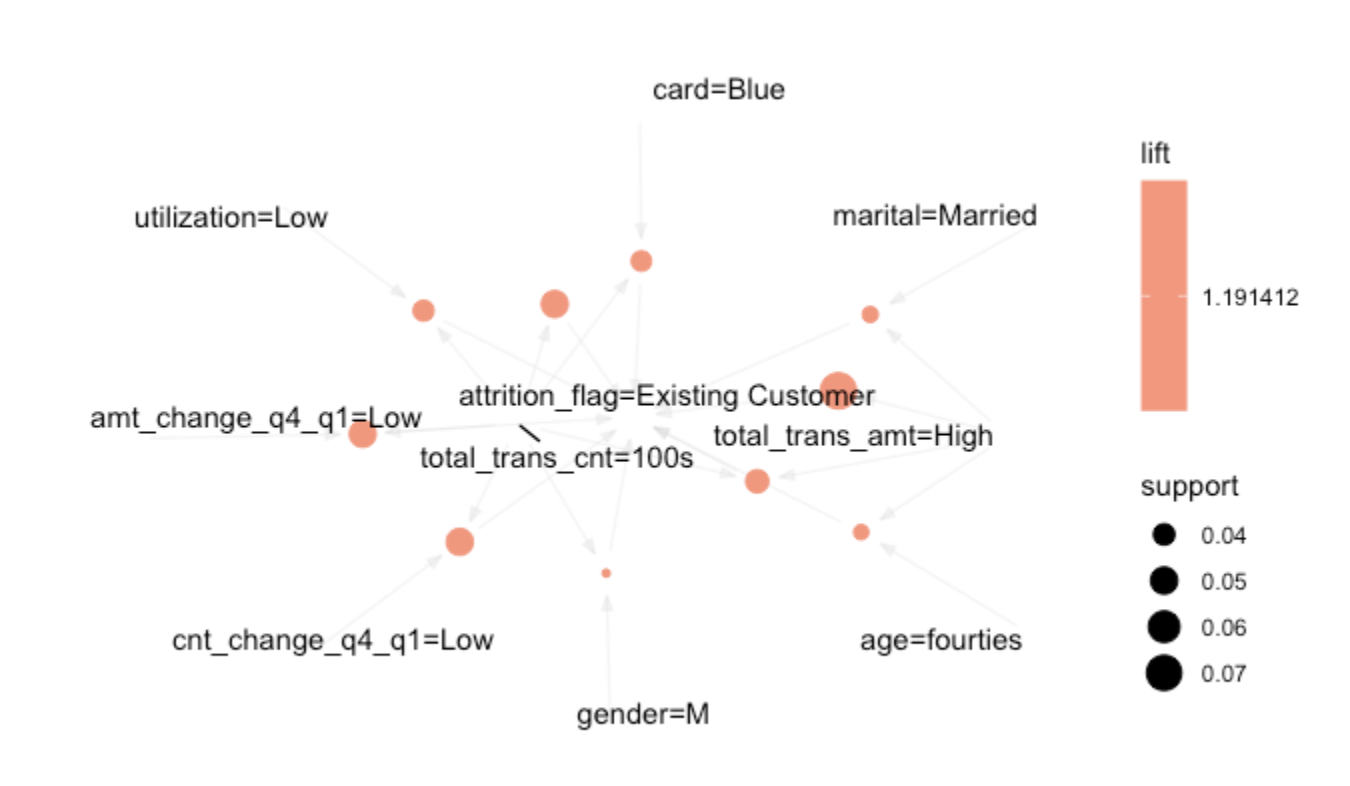 card=Blue
lift
utilization=Low
marital=Married
1.191412
attrition_flag=Existing Customer
amt_change_q4_q1=Low
total_trans_amt=High
total_trans_cnt=100s
support
0.04
0.05
0.06
cnt_change_q4_q1=Low
age=fourties
0.07
gender=M